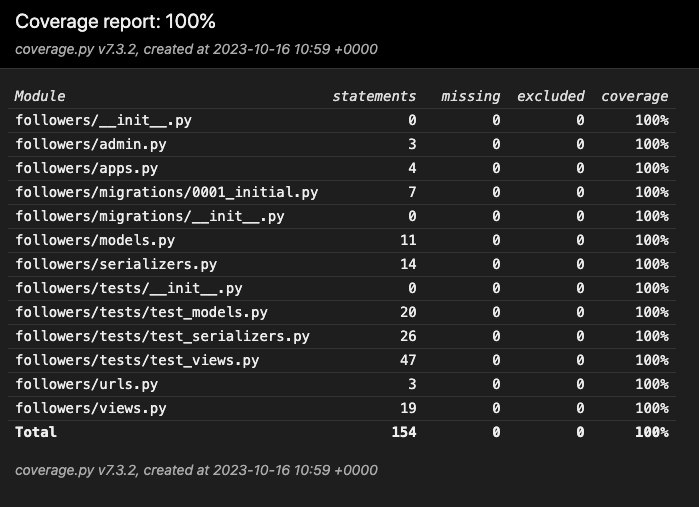 Coverage report: 100%
coverage.py v7.3.2, created at 2023-10-16 10:59 +0000
Module statements missing excluded coverage
followers/__init__.py 0 0 0 100%
followers/admin.py 3 0 0 100%
followers/apps.py 4 0 0 100%
followers/migrations/0001_initial.py 7 0 0 100%
followers/migrations/__init__.py 0 0 0 100%
followers/models.py 11 0 0 100%
followers/serializers.py 14 0 0 100%
followers/tests/__init__.py 0 0 0 100%
followers/tests/test_models.py 20 0 0 100%
followers/tests/test_serializers.py 26 0 0 100%
followers/tests/test_views.py 47 0 0 100%
followers/urls.py 3 0 0 100%
followers/views.py 19 0 0 100%
Total 154 0 0 100%
coverage.py v7.3.2, created at 2023-10-16 10:59 +0000